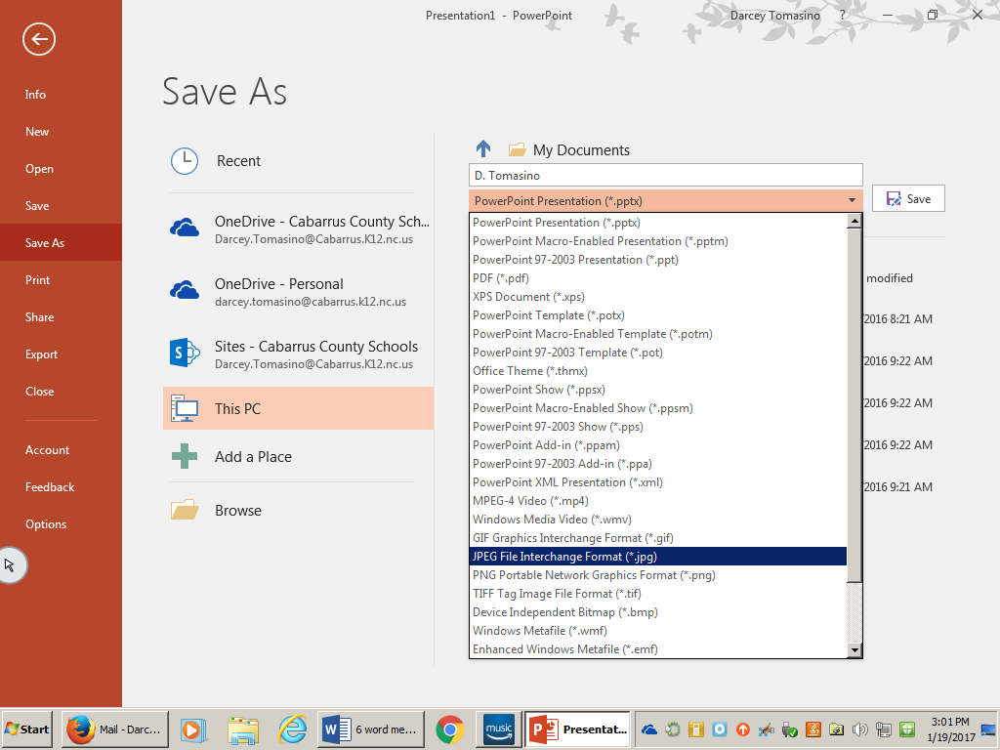 Presentation1 - PowerPoint
Darcey Tomasino
?
Info
New
Open
Save
Save As
Print
Share
Export
Close
Account
Feedback
Options
Save As
Recent
OneDrive - Cabarrus County Sch...
Darcey.Tomasino@Cabarrus.K12.nc.us
OneDrive - Personal
darcey.tomasino@cabarrus.k12.nc.us
Sites - Cabarrus County Schools
Darcey.Tomasino@Cabarrus.K12.nc.us
This PC
Add a Place
Browse
My Documents
D. Tomasino
PowerPoint Presentation (*.pptx)
Save
PowerPoint Presentation (*.pptx)
PowerPoint Macro-Enabled Presentation (*.pptm)
PowerPoint 97-2003 Presentation (*.ppt)
PDF (*.pdf)
XPS Document (*.xps)
PowerPoint Template (*.potx)
PowerPoint Macro-Enabled Template (*.potm)
PowerPoint 97-2003 Template (*.pot)
Office Theme (*.thmx)
PowerPoint Show (*.ppsx)
PowerPoint Macro-Enabled Show (*.ppsm)
PowerPoint 97-2003 Show (*.pps)
PowerPoint Add-in (*.ppam)
PowerPoint 97-2003 Add-in (*.ppa)
PowerPoint XML Presentation (*.xml)
MPEG-4 Video (*.mp4)
Windows Media Video (*.wmv)
GIF Graphics Interchange Format (*.gif)
JPEG File Interchange Format (*.jpg)
PNG Portable Network Graphics Format (*.png)
TIFF Tag Image File Format (*.tif)
Device Independent Bitmap (*.bmp)
Windows Metafile (*.wmf)
Enhanced Windows Metafile (*.emf)
modified
2016 8:21 AM
2016 9:22 AM
2016 9:22 AM
2016 9:22 AM
2016 9:21 AM
Start
Mail - Darc...
6 word me...
music
Presentat...
3:01 PM
1/19/2017